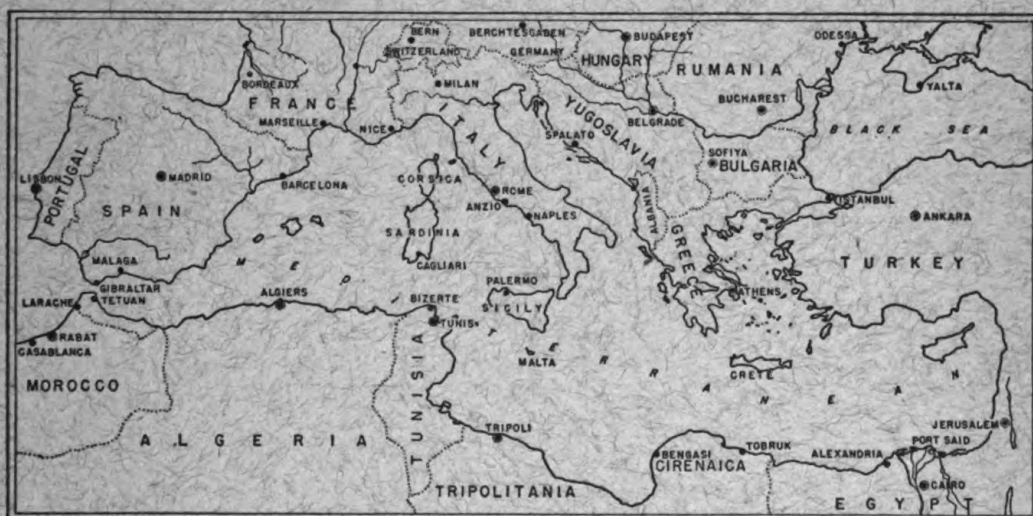 BERN
BERCHTESGADEN
BUDAPEST
ODESSA
SWITZERLAND
GERMANY
HUNGARY
RUMANIA
BORDEAUX
MILAN
YALTA
FRANCE
BUCHAREST
MARSEILLE
NICE
ITALY
YUGOSLAVIA
BELGRADE
BLACK SEA
SPALATO
SOFIYA
BULGARIA
LISBON
PORTUGAL
MADRID
BARCELONA
CORSICA
ROME
ALBANIA
ISTANBUL
ANZIO
NAPLES
ANKARA
SPAIN
SARDINIA
GREECE
MALAGA
CAGLIARI
TURKEY
GIBRALTAR
PALERMO
ATHENS
LARACHE
TETUAN
ALGIERS
BIZERTE
SICILY
TUNIS
RABAT
CASABLANCA
MALTA
MEDITERRANEAN
CRETE
MOROCCO
TUNISIA
ALGERIA
TRIPOLI
JERUSALEM
PORT SAID
TOBRUK
BENGASI
ALEXANDRIA
CIRENAICA
CAIRO
TRIPOLITANIA
EGYPT